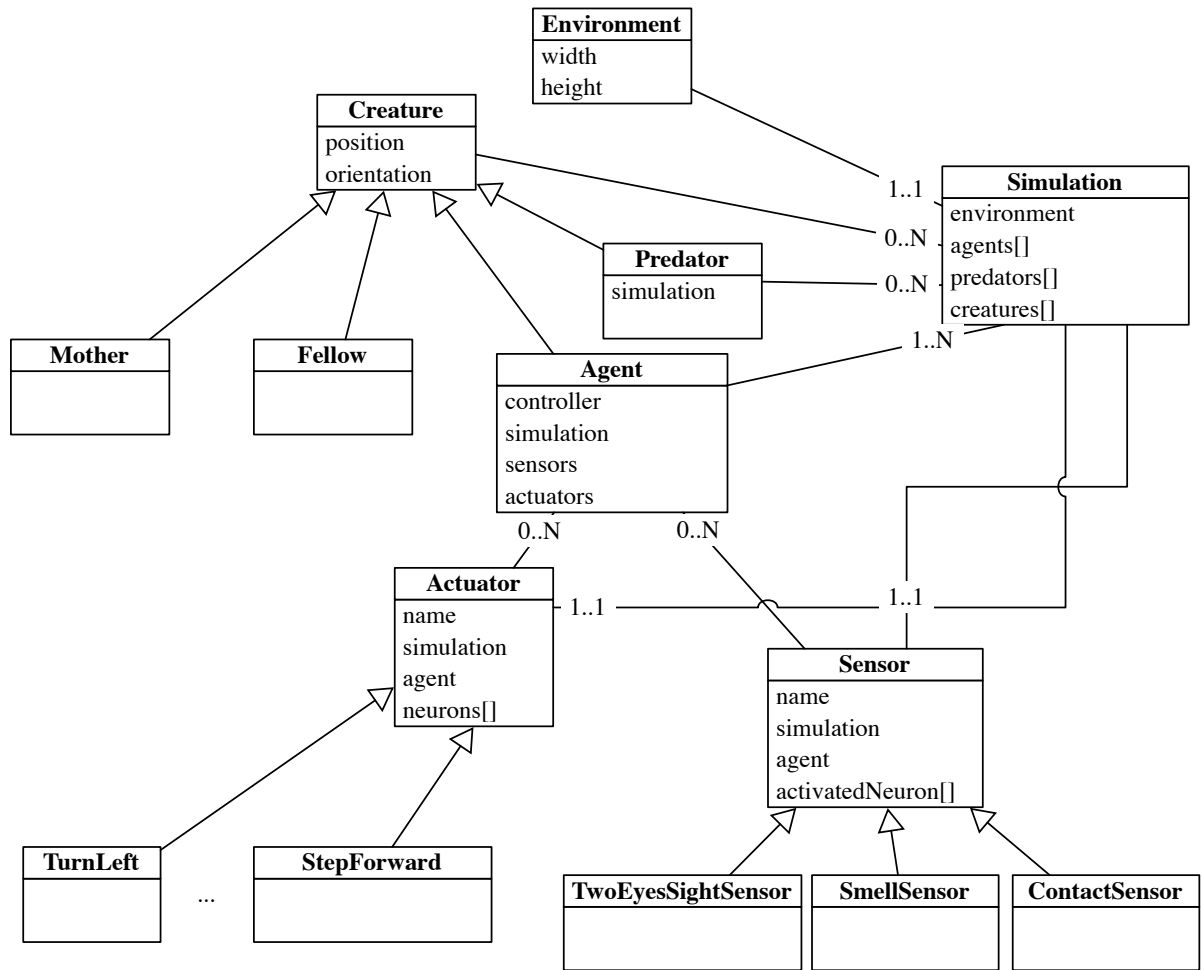 Environment
width
height
Creature
position
orientation
1..1
Simulation
environment
agents[]
predators[]
creatures[]
0..N
Predator
simulation
0..N
1..N
Mother
Fellow
Agent
controller
simulation
sensors
actuators
0..N
0..N
Actuator
name
simulation
agent
neurons[]
1..1
1..1
Sensor
name
simulation
agent
activatedNeuron[]
TurnLeft
...
StepForward
TwoEyesSightSensor
SmellSensor
ContactSensor